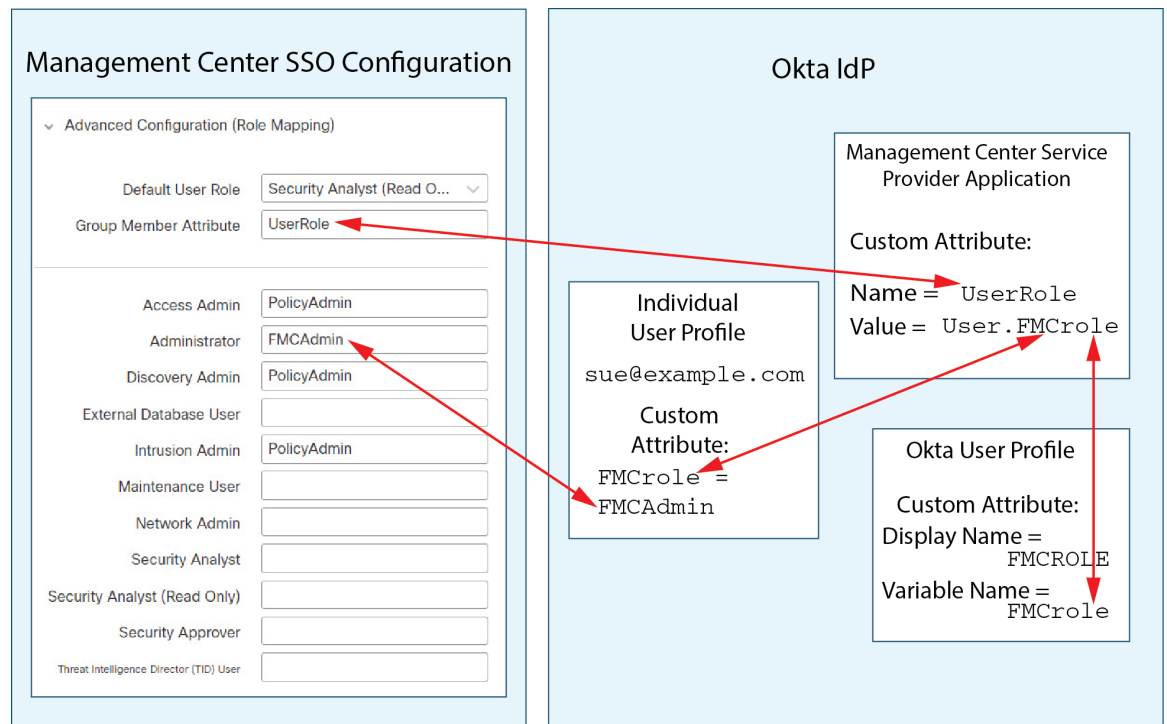 Management Center SSO Configuration
Advanced Configuration (Role Mapping)
Default User Role Security Analyst (Read O...
Group Member Attribute UserRole
Access Admin PolicyAdmin
Administrator FMCAdmin
Discovery Admin PolicyAdmin
External Database User
Intrusion Admin PolicyAdmin
Maintenance User
Network Admin
Security Analyst
Security Analyst (Read Only)
Security Approver
Threat Intelligence Director (TID) User
Okta IdP
Individual
User Profile
sue@example.com
Custom
Attribute:
FMCrole =
FMCAdmin
Management Center Service
Provider Application
Custom Attribute:
Name = UserRole
Value = User.FMCrole
Okta User Profile
Custom Attribute:
Display Name =
FMCROLE
Variable Name =
FMCrole